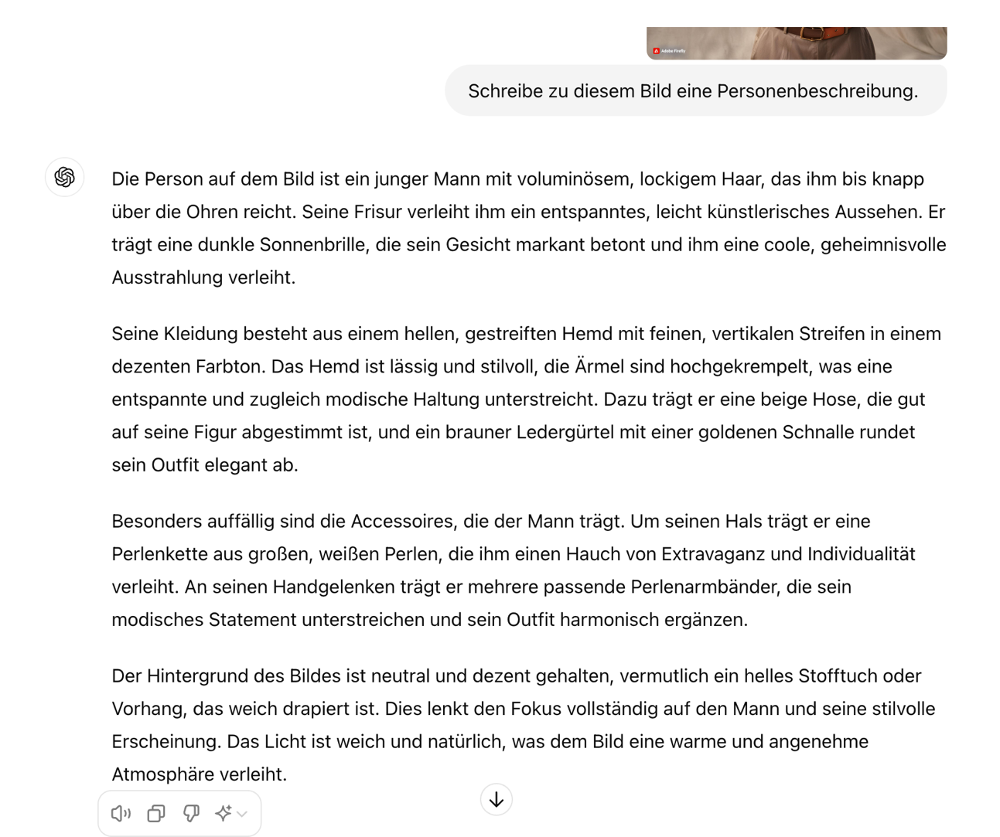 Adobe Firefly
Schreibe zu diesem Bild eine Personenbeschreibung.
Die Person auf dem Bild ist ein junger Mann mit voluminösem, lockigem Haar, das ihm bis knapp
über die Ohren reicht. Seine Frisur verleiht ihm ein entspanntes, leicht künstlerisches Aussehen. Er
trägt eine dunkle Sonnenbrille, die sein Gesicht markant betont und ihm eine coole, geheimnisvolle
Ausstrahlung verleiht.
Seine Kleidung besteht aus einem hellen, gestreiften Hemd mit feinen, vertikalen Streifen in einem
dezenten Farbton. Das Hemd ist lässig und stilvoll, die Ärmel sind hochgekrempelt, was eine
entspannte und zugleich modische Haltung unterstreicht. Dazu trägt er eine beige Hose, die gut
auf seine Figur abgestimmt ist, und ein brauner Ledergürtel mit einer goldenen Schnalle rundet
sein Outfit elegant ab.
Besonders auffällig sind die Accessoires, die der Mann trägt. Um seinen Hals trägt er eine
Perlenkette aus großen, weißen Perlen, die ihm einen Hauch von Extravaganz und Individualität
verleiht. An seinen Handgelenken trägt er mehrere passende Perlenarmbänder, die sein
modisches Statement unterstreichen und sein Outfit harmonisch ergänzen.
Der Hintergrund des Bildes ist neutral und dezent gehalten, vermutlich ein helles Stofftuch oder
Vorhang, das weich drapiert ist. Dies lenkt den Fokus vollständig auf den Mann und seine stilvolle
Erscheinung. Das Licht ist weich und natürlich, was dem Bild eine warme und angenehme
Atmosphäre verleiht.